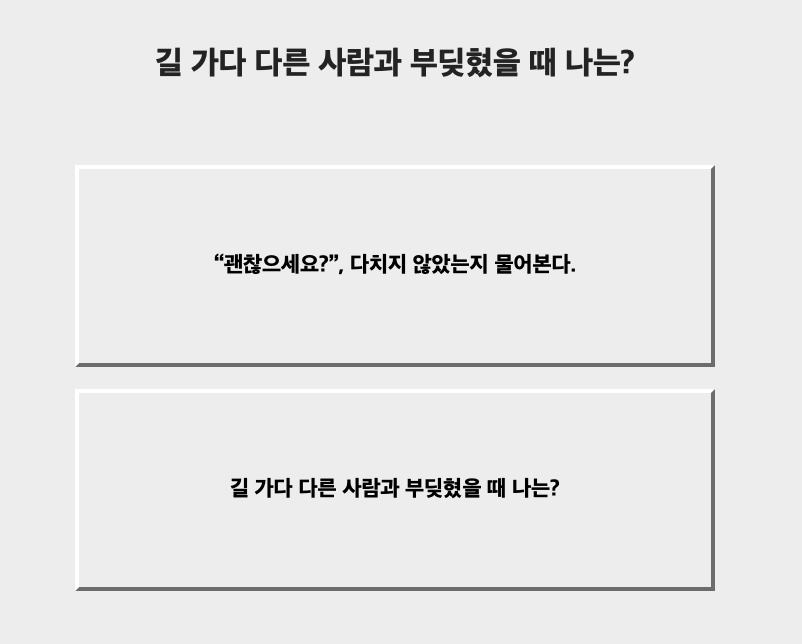 길 가다 다른 사람과 부딪혔을 때 나는?
“괜찮으세요?”, 다치지 않았는지 물어본다.
길 가다 다른 사람과 부딪혔을 때 나는?